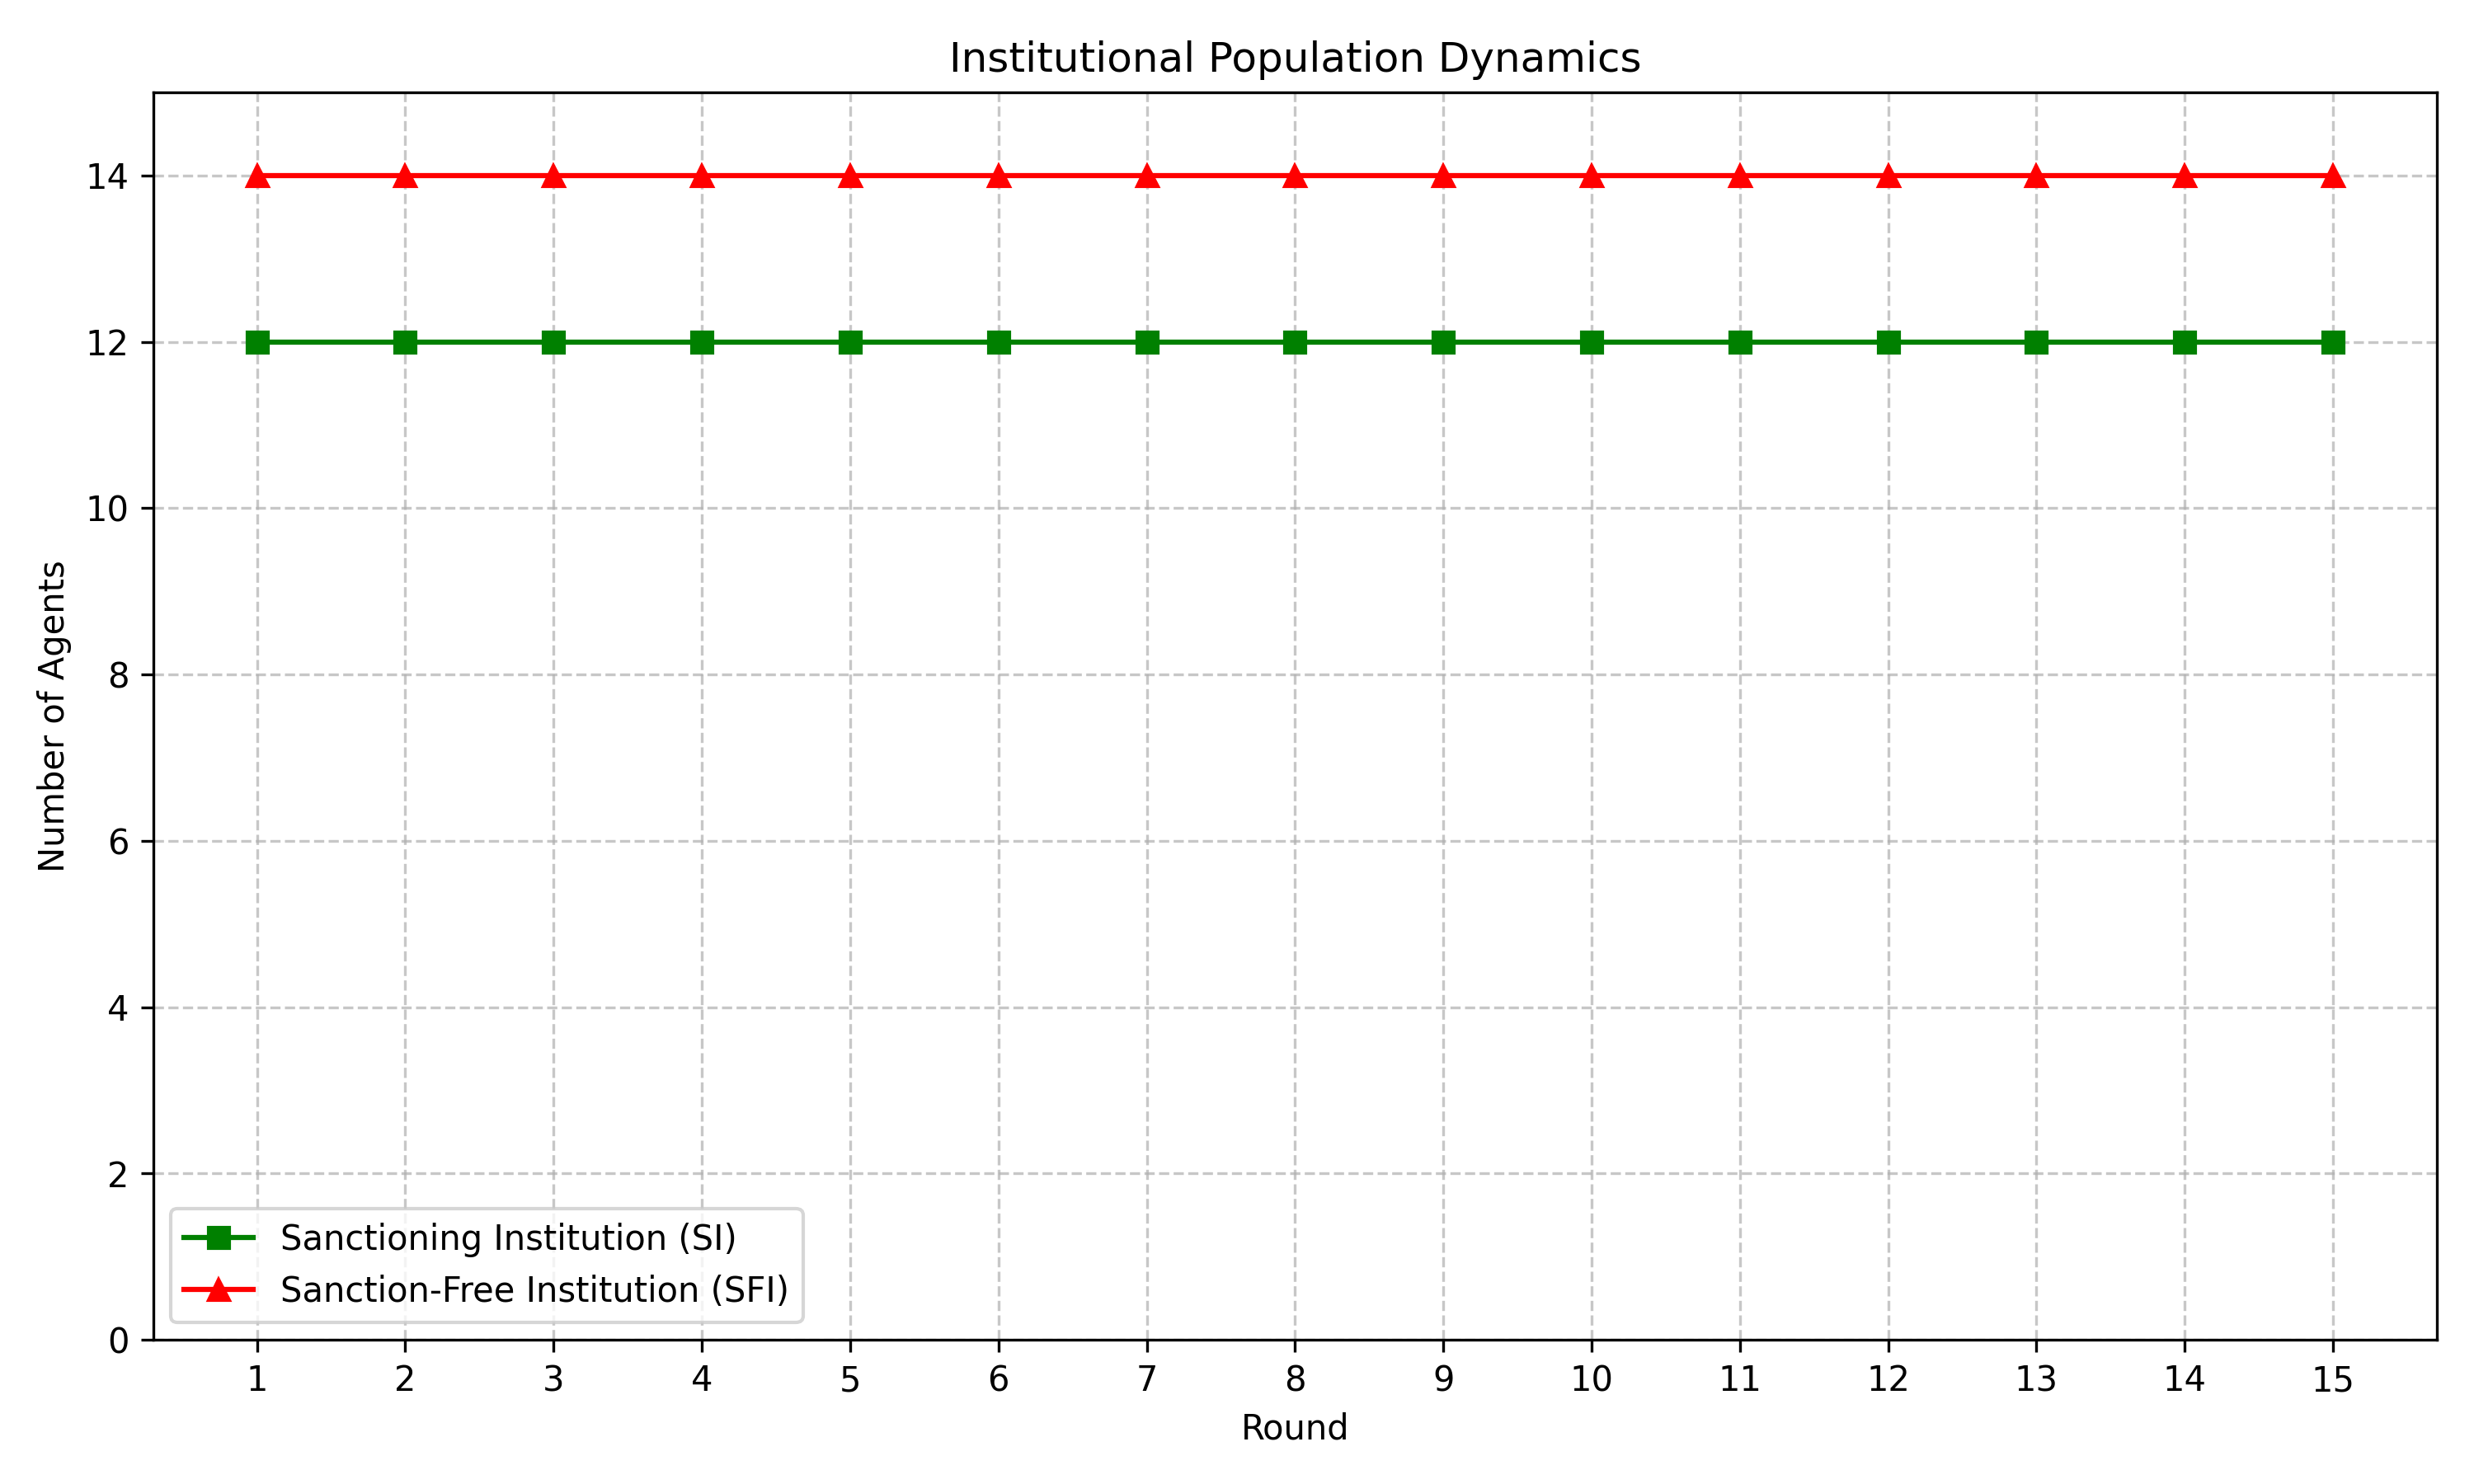 Institutional Population Dynamics
Number of Agents
14
12
10
8
6
4
2
0
Sanctioning Institution (SI)
Sanction-Free Institution (SFI)
1 2 3 4 5 6 7 8 9 10 11 12 13 14 15
Round